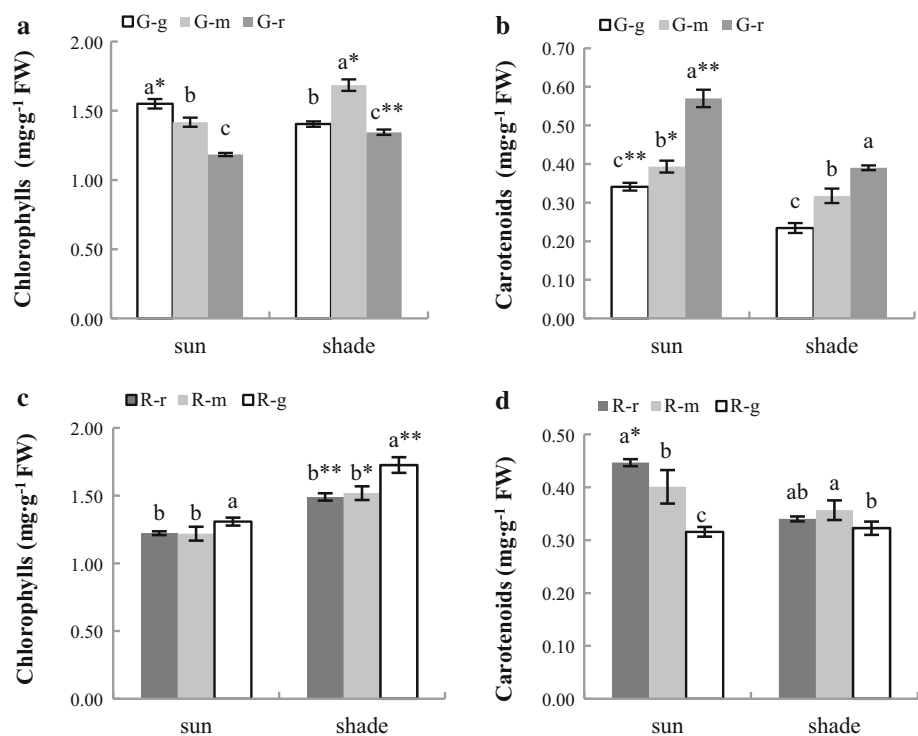 a
G-g G-m G-r
Chlorophylls (mg·g⁻¹ FW)
2.00
1.50
1.00
0.50
0.00
a* b c
b a* c**
sun shade
b
G-g G-m G-r
Carotenoids (mg·g⁻¹ FW)
0.70
0.60
0.50
0.40
0.30
0.20
0.10
0.00
c** b* a**
c b a
sun shade
c
R-r R-m R-g
Chlorophylls (mg·g⁻¹ FW)
2.00
1.50
1.00
0.50
0.00
b b a
b** b* a**
sun shade
d
R-r R-m R-g
Carotenoids (mg·g⁻¹ FW)
0.50
0.40
0.30
0.20
0.10
0.00
a* b c
ab a b
sun shade